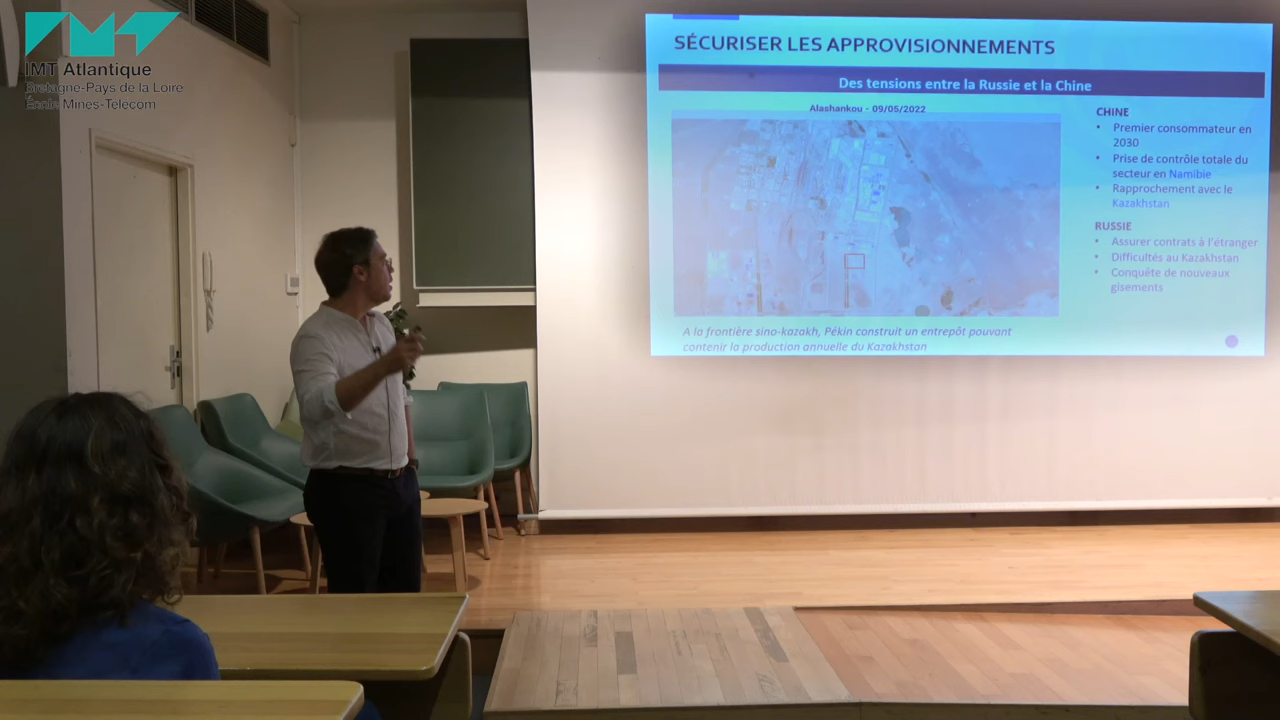 IMT Atlantique
Bretagne-Pays de la Loire
École Mines-Telecom
SÉCURISER LES APPROVISIONNEMENTS
Des tensions entre la Russie et la Chine
Alashankou - 09/05/2022
CHINE
• Premier consommateur en
2030
• Prise de contrôle totale du
secteur en Namibie
• Rapprochement avec le
Kazakhstan
RUSSIE
• Assurer contrats à l'étranger
• Difficultés au Kazakhstan
• Conquête de nouveaux
gisements
A la frontière sino-kazakh, Pékin construit un entrepôt pouvant
contenir la production annuelle du Kazakhstan